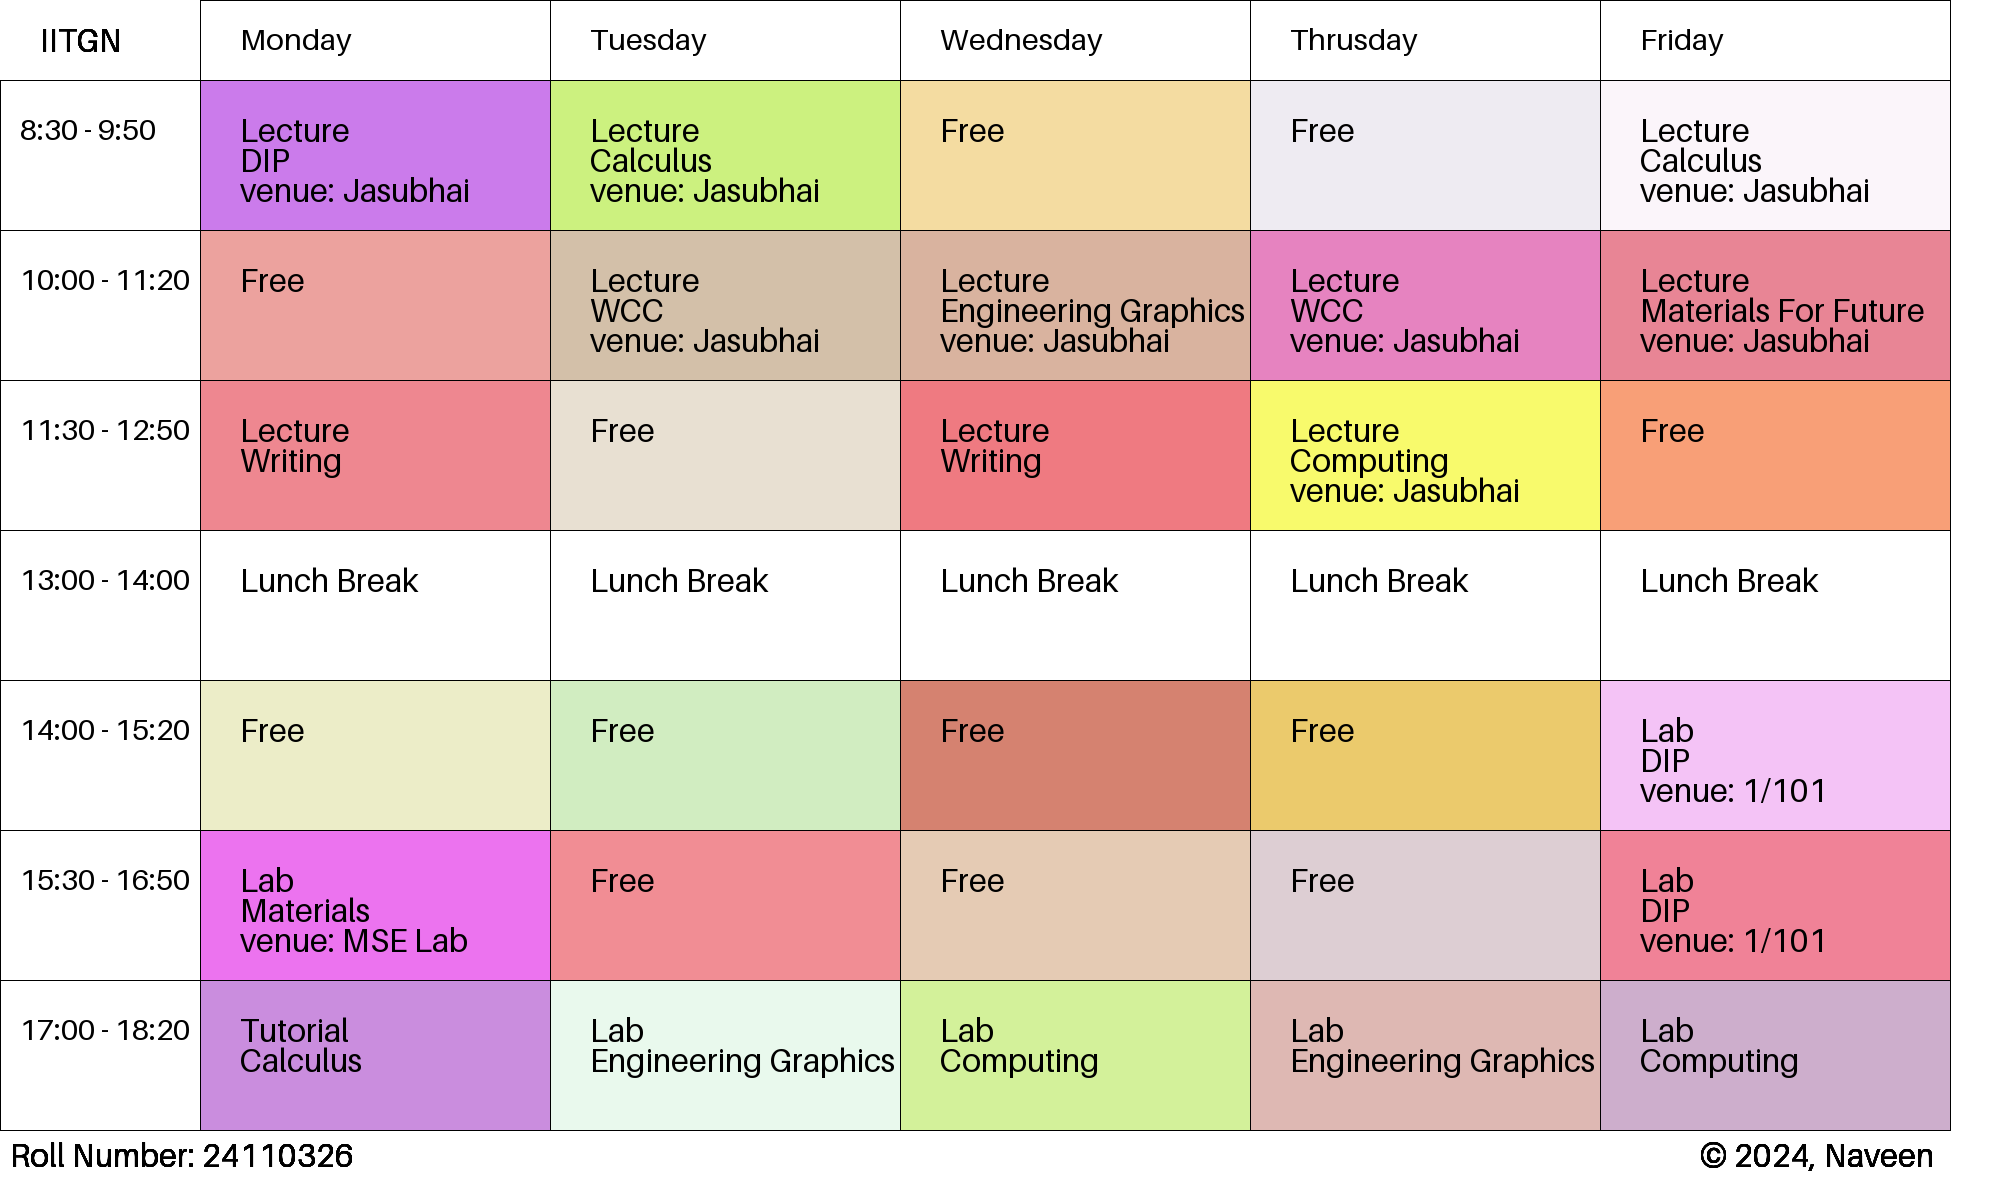 IITGN
Monday
Tuesday
Wednesday
Thrusday
Friday
8:30 - 9:50
Lecture
DIP
venue: Jasubhai
Lecture
Calculus
venue: Jasubhai
Free
Free
Lecture
Calculus
venue: Jasubhai
10:00 - 11:20
Free
Lecture
WCC
venue: Jasubhai
Lecture
Engineering Graphics
venue: Jasubhai
Lecture
WCC
venue: Jasubhai
Lecture
Materials For Future
venue: Jasubhai
11:30 - 12:50
Lecture
Writing
Free
Lecture
Writing
Lecture
Computing
venue: Jasubhai
Free
13:00 - 14:00
Lunch Break
Lunch Break
Lunch Break
Lunch Break
Lunch Break
14:00 - 15:20
Free
Free
Free
Free
Lab
DIP
venue: 1/101
15:30 - 16:50
Lab
Materials
venue: MSE Lab
Free
Free
Free
Lab
DIP
venue: 1/101
17:00 - 18:20
Tutorial
Calculus
Lab
Engineering Graphics
Lab
Computing
Lab
Engineering Graphics
Lab
Computing
Roll Number: 24110326
© 2024, Naveen